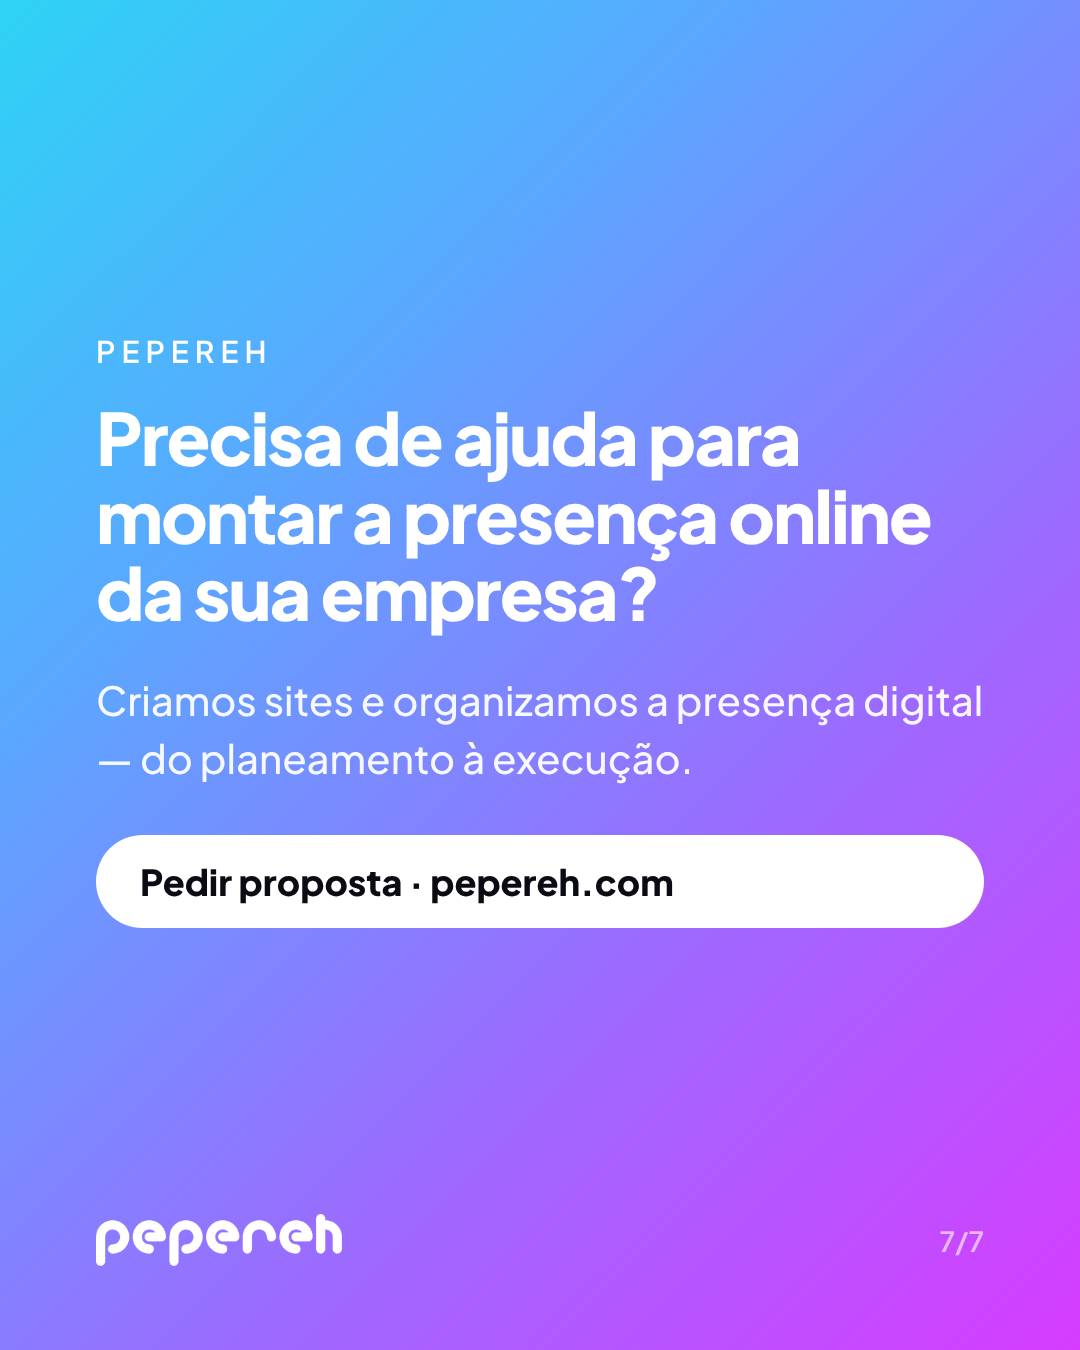 PEPEREH
Precisa de ajuda para
montar a presença online
da sua empresa?
Criamos sites e organizamos a presença digital
— do planeamento à execução.
Pedir proposta · pepereh.com
pepereh
7/7